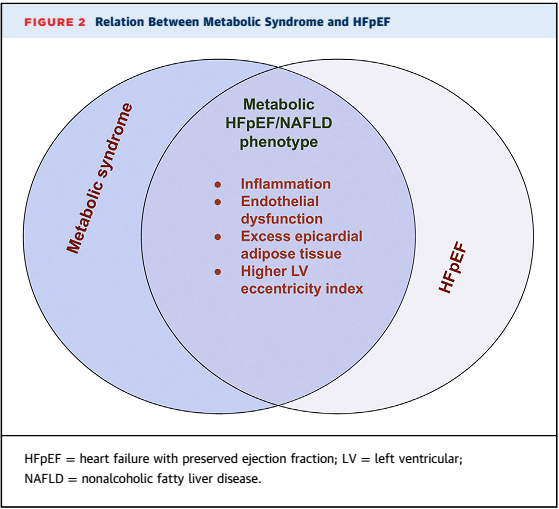 FIGURE 2 Relation Between Metabolic Syndrome and HFpEF
Metabolic syndrome
Metabolic
HFpEF/NAFLD
phenotype
• Inflammation
• Endothelial
dysfunction
• Excess epicardial
adipose tissue
• Higher LV
eccentricity index
HFpEF
HFpEF = heart failure with preserved ejection fraction; LV = left ventricular;
NAFLD = nonalcoholic fatty liver disease.